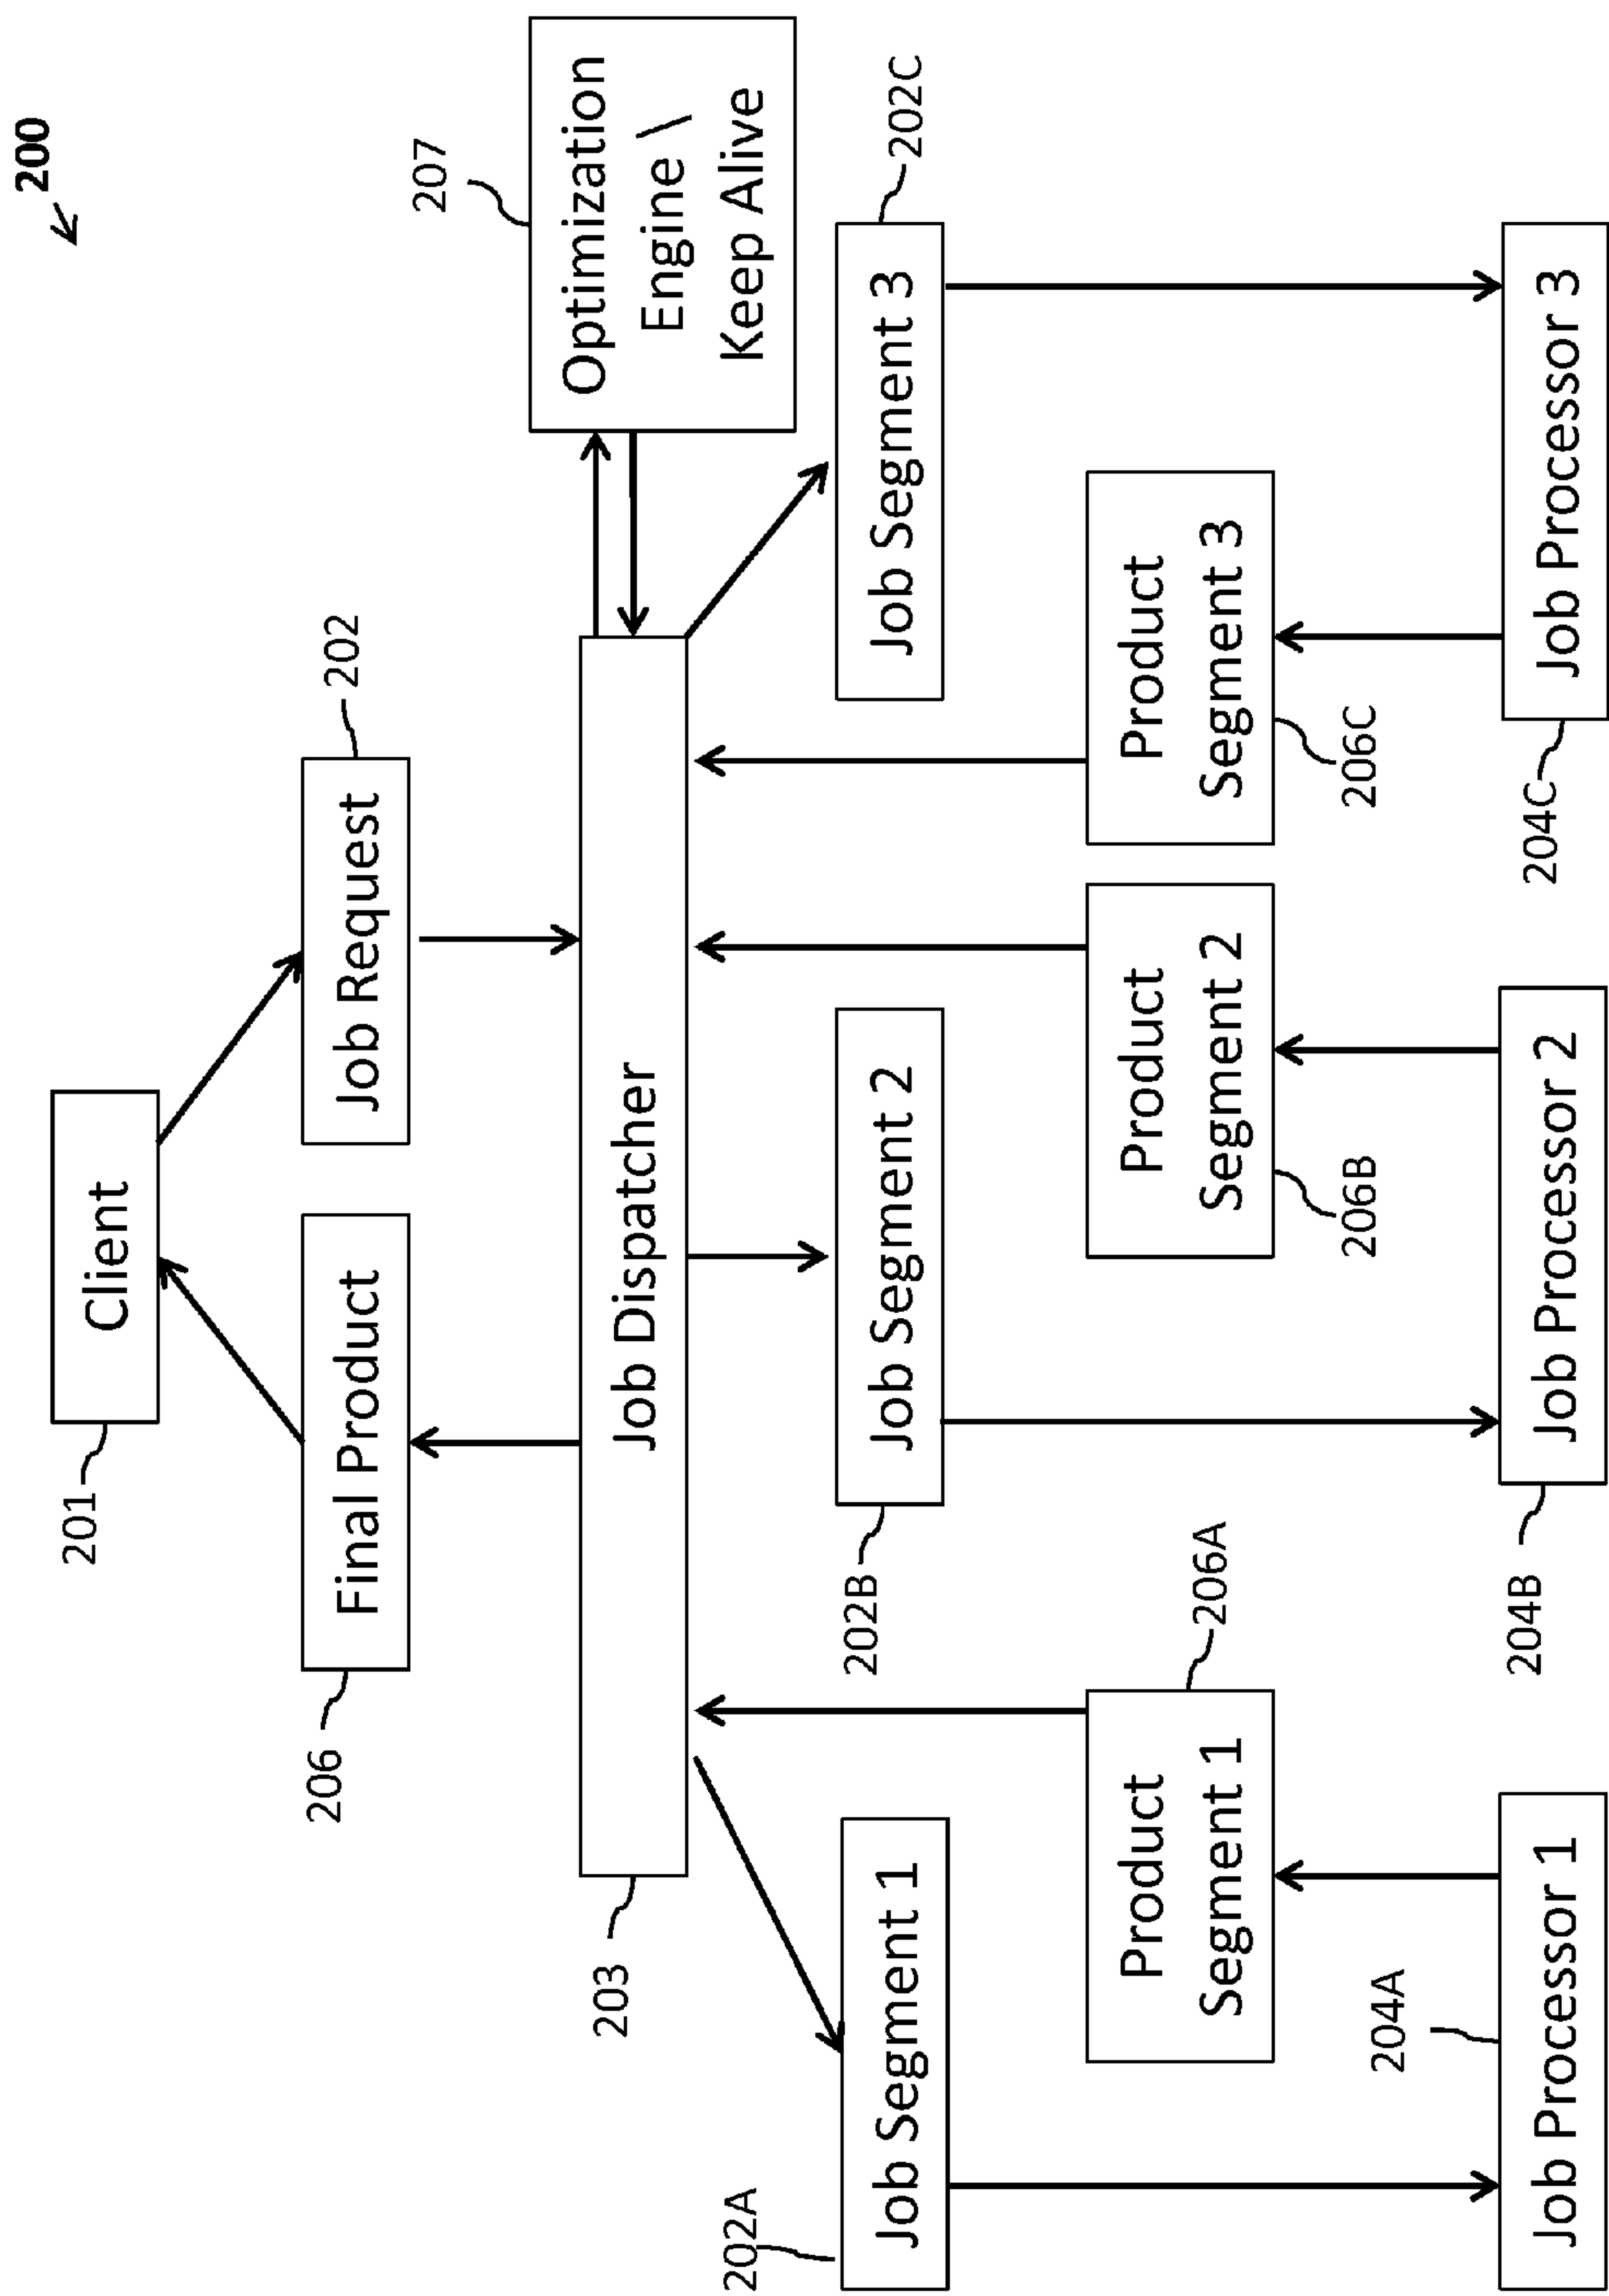 200
Client
201
Final Product
206
Job Request
202
207
Optimization
Engine \
Keep Alive
Job Dispatcher
203
202A
Job Segment 1
Job Segment 2
202B
Job Segment 3
202C
Product
Segment 1
206A
Product
Segment 2
206B
Product
Segment 3
206C
204A
Job Processor 1
Job Processor 2
204B
Job Processor 3
204C